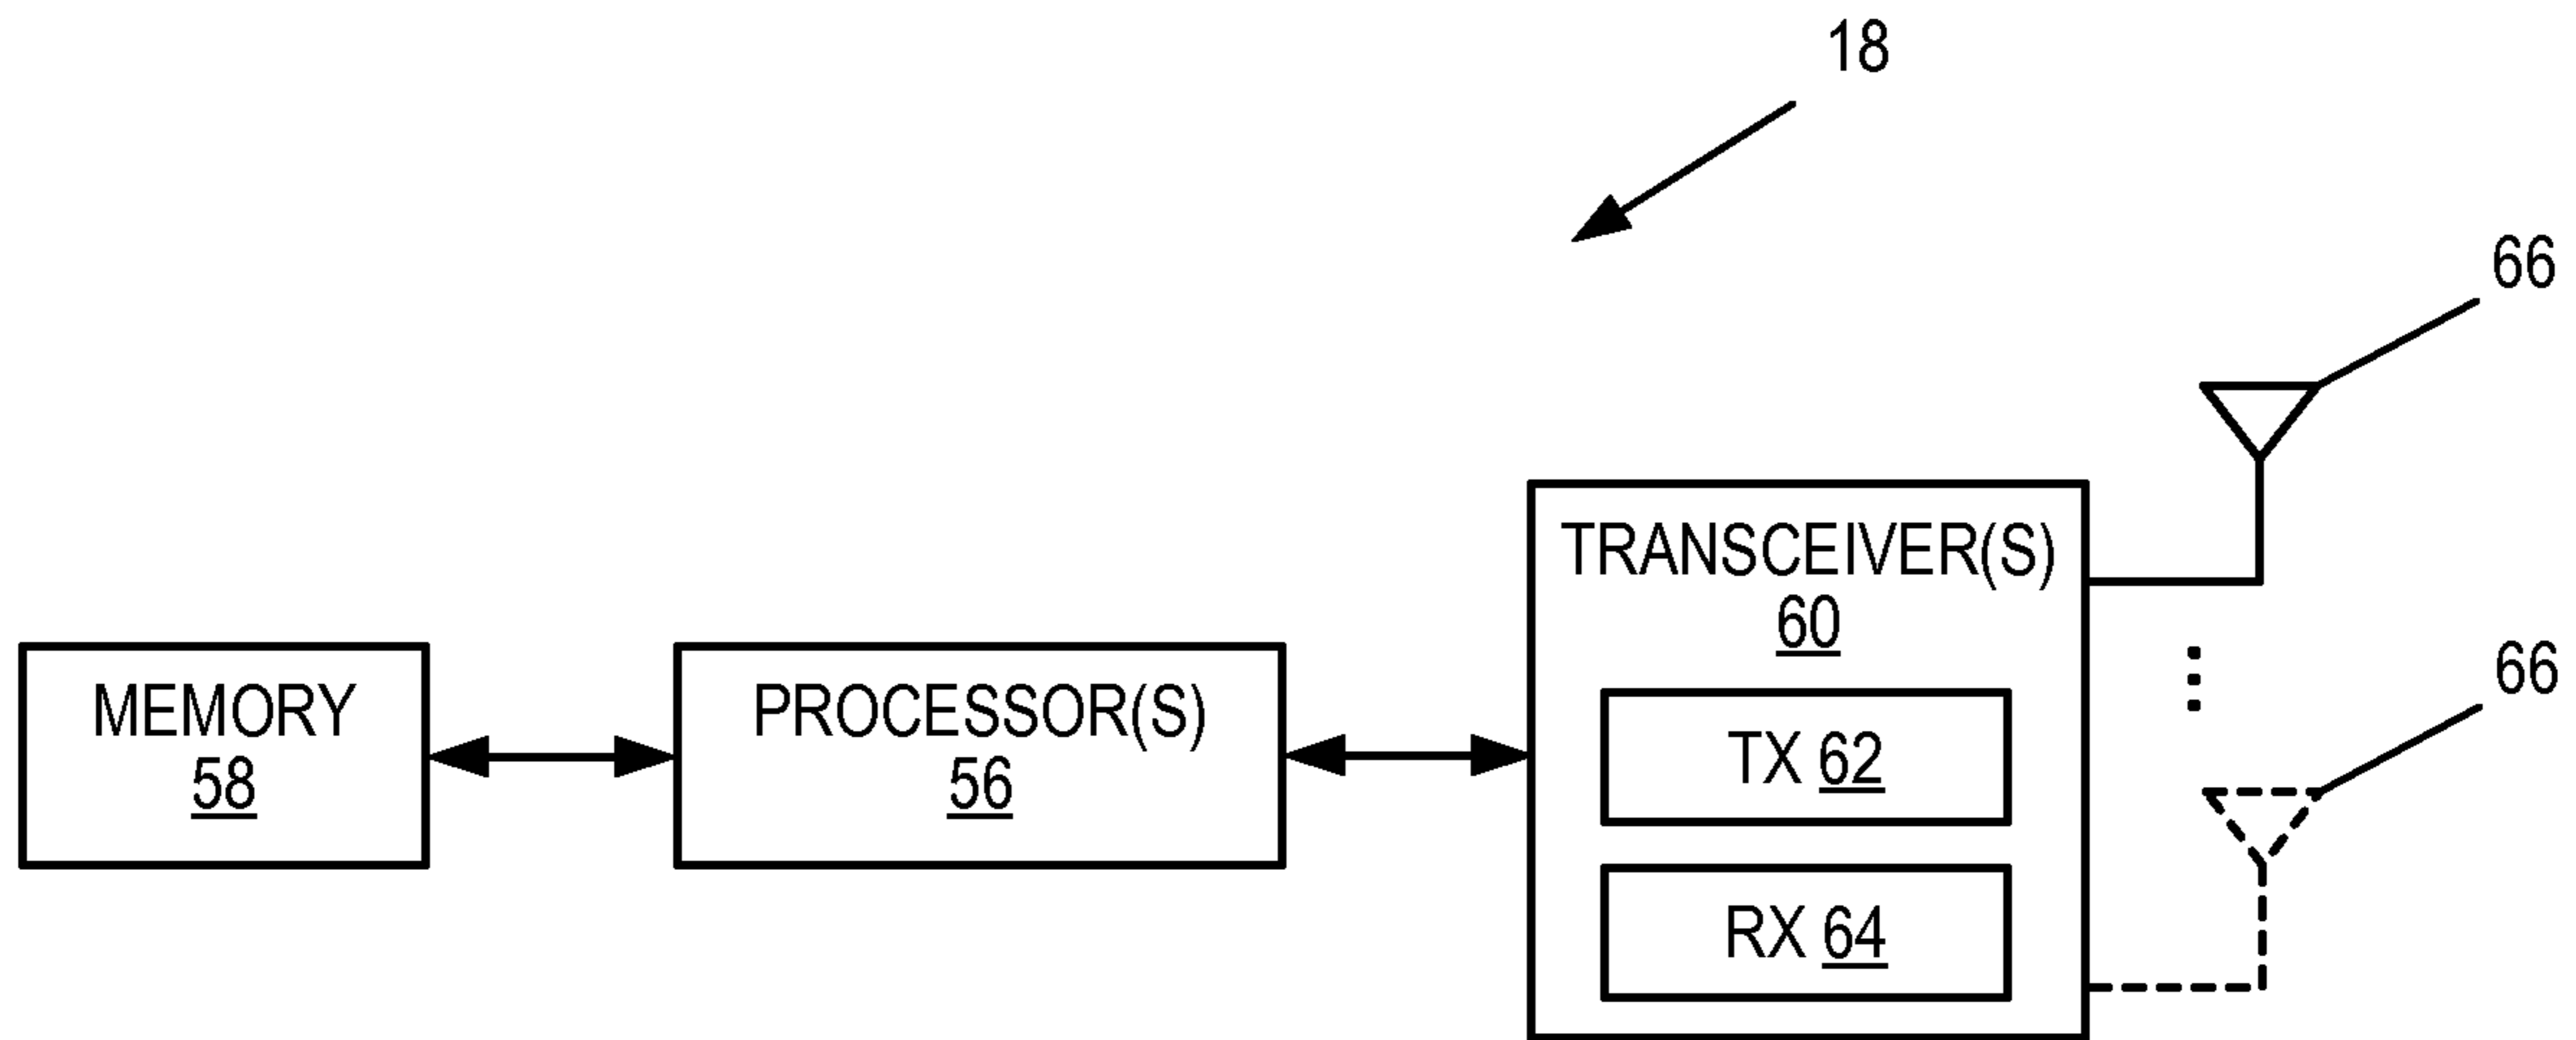 18
66
TRANSCEIVER(S)
60
66
MEMORY
58
PROCESSOR(S)
56
TX 62
RX 64